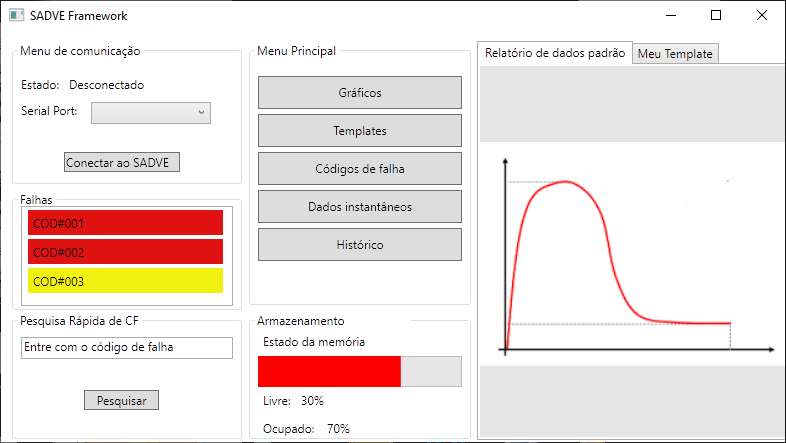 SADVE Framework
Menu de comunicação
Estado: Desconectado
Serial Port:
Conectar ao SADVE
Falhas
COD#001
COD#002
COD#003
Pesquisa Rápida de CF
Entre com o código de falha
Pesquisar
Menu Principal
Gráficos
Templates
Códigos de falha
Dados instantâneos
Histórico
Armazenamento
Estado da memória
Livre: 30%
Ocupado: 70%
Relatório de dados padrão
Meu Template